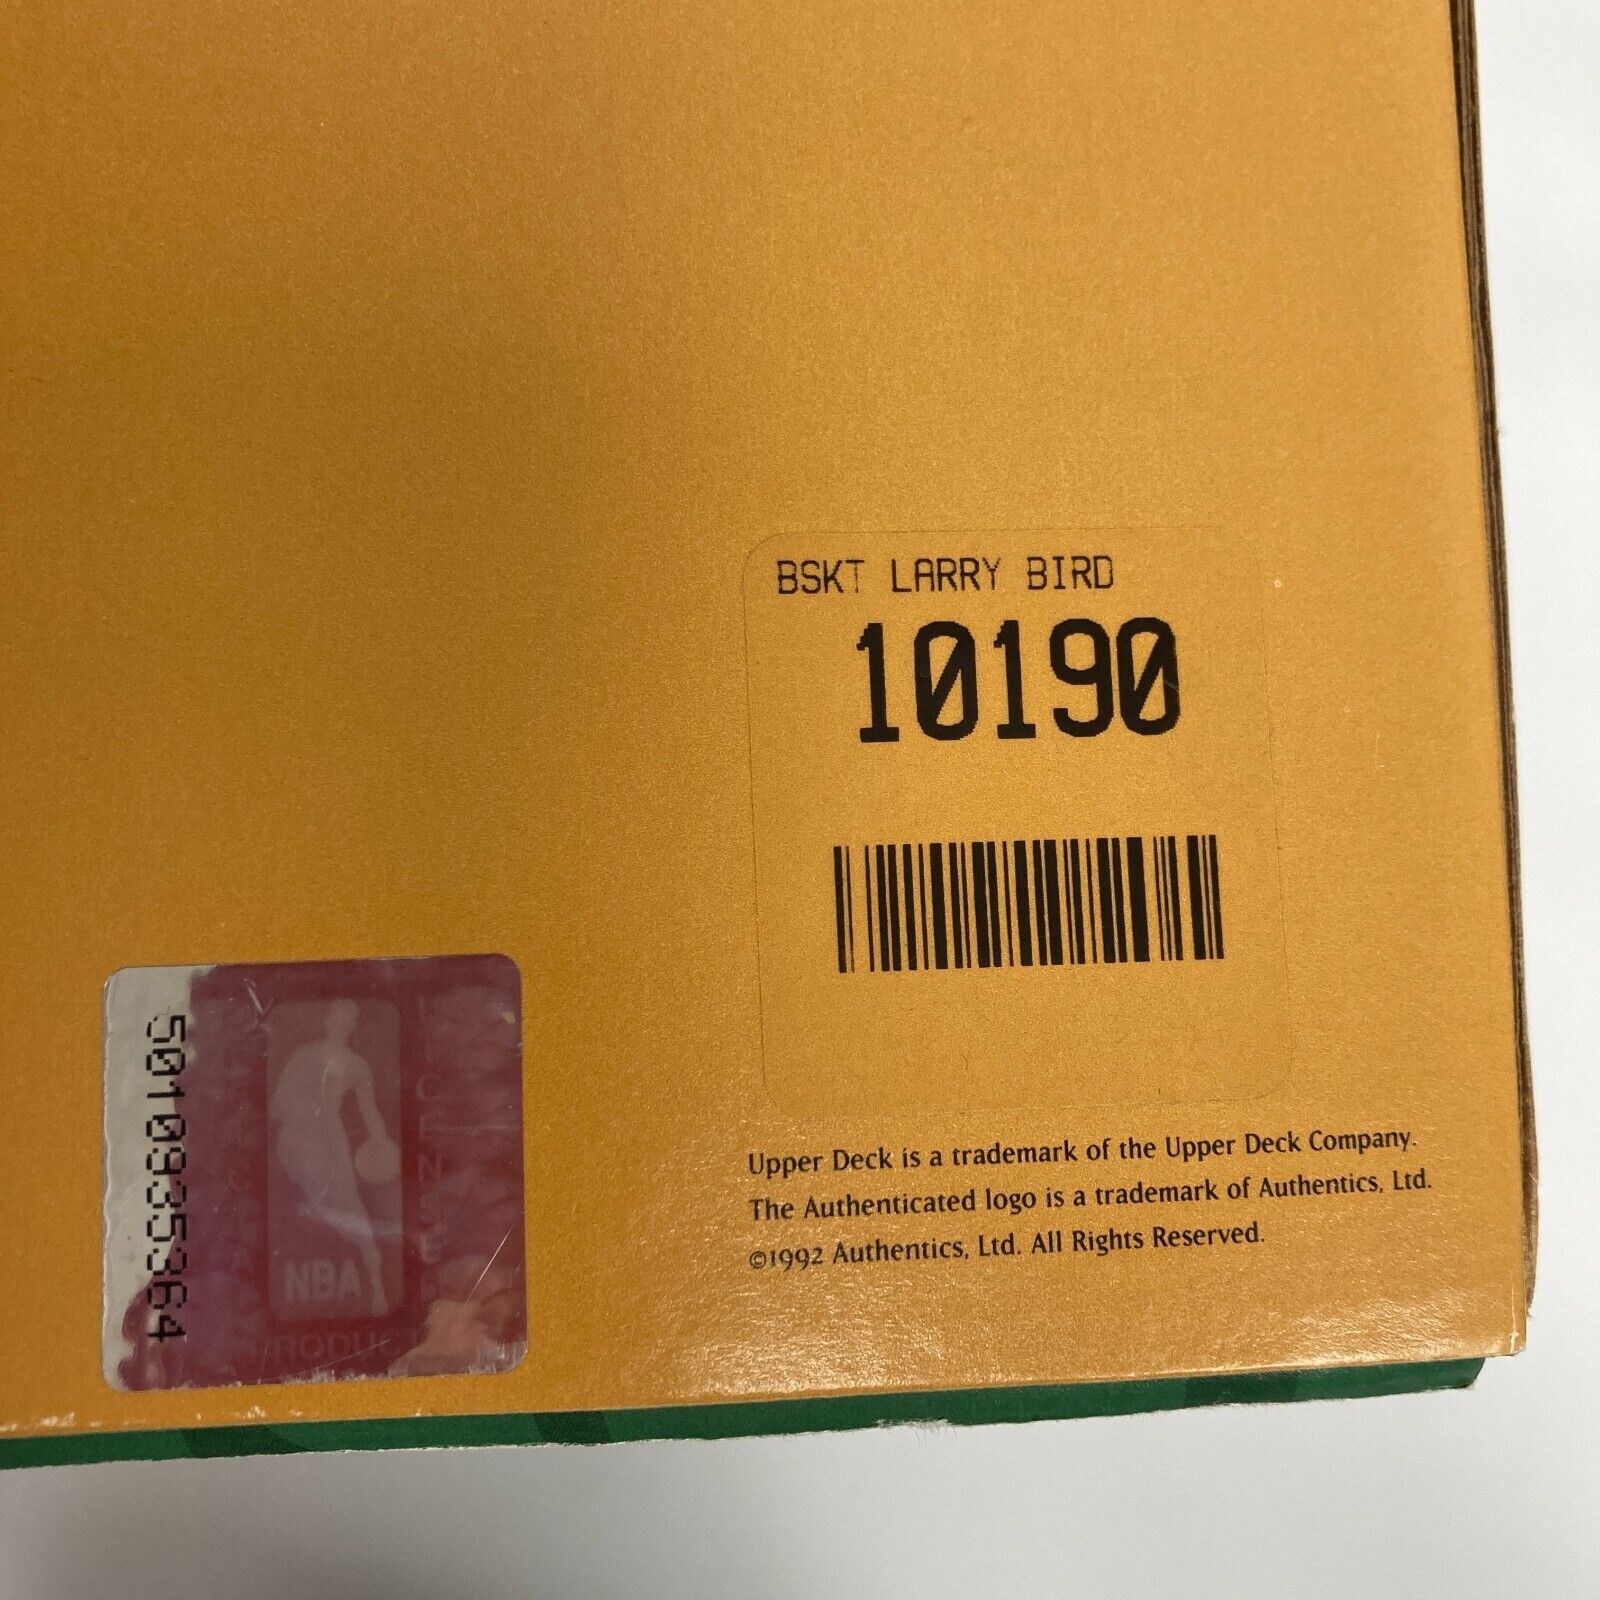 BSKT LARRY BIRD
10190
5010935364
NBA
PRODUCT
Upper Deck is a trademark of the Upper Deck Company.
The Authenticated logo is a trademark of Authentics, Ltd.
©1992 Authentics, Ltd. All Rights Reserved.